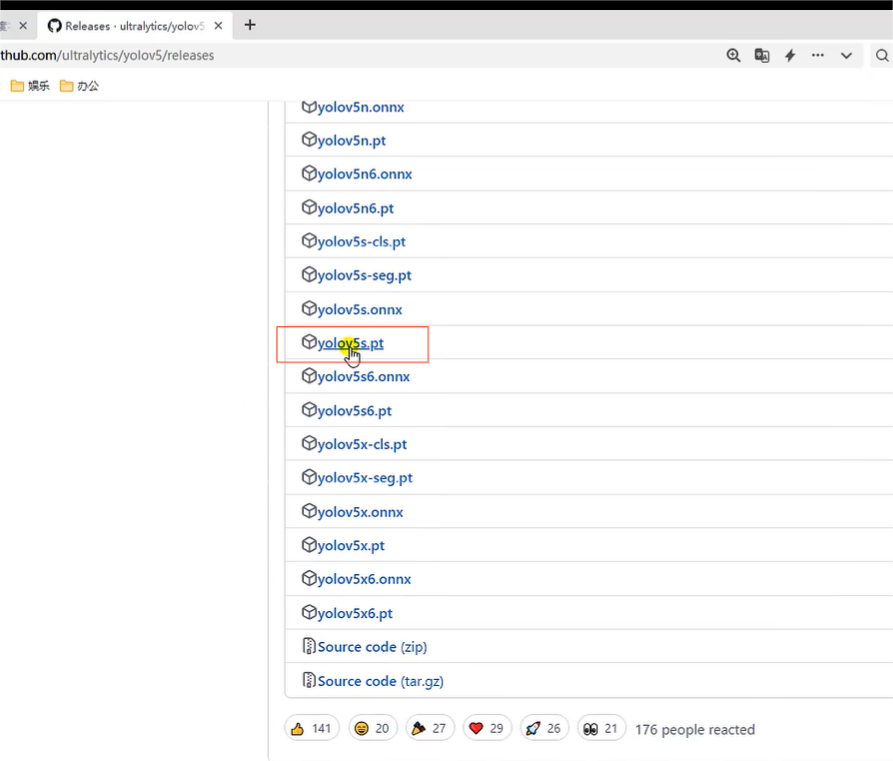 Releases · ultralytics/yolov5
thub.com/ultralytics/yolov5/releases
娱乐 办公
yolov5n.onnx
yolov5n.pt
yolov5n6.onnx
yolov5n6.pt
yolov5s-cls.pt
yolov5s-seg.pt
yolov5s.onnx
yolov5s.pt
yolov5s6.onnx
yolov5s6.pt
yolov5x-cls.pt
yolov5x-seg.pt
yolov5x.onnx
yolov5x.pt
yolov5x6.onnx
yolov5x6.pt
Source code (zip)
Source code (tar.gz)
141 20 27 29 26 21 176 people reacted